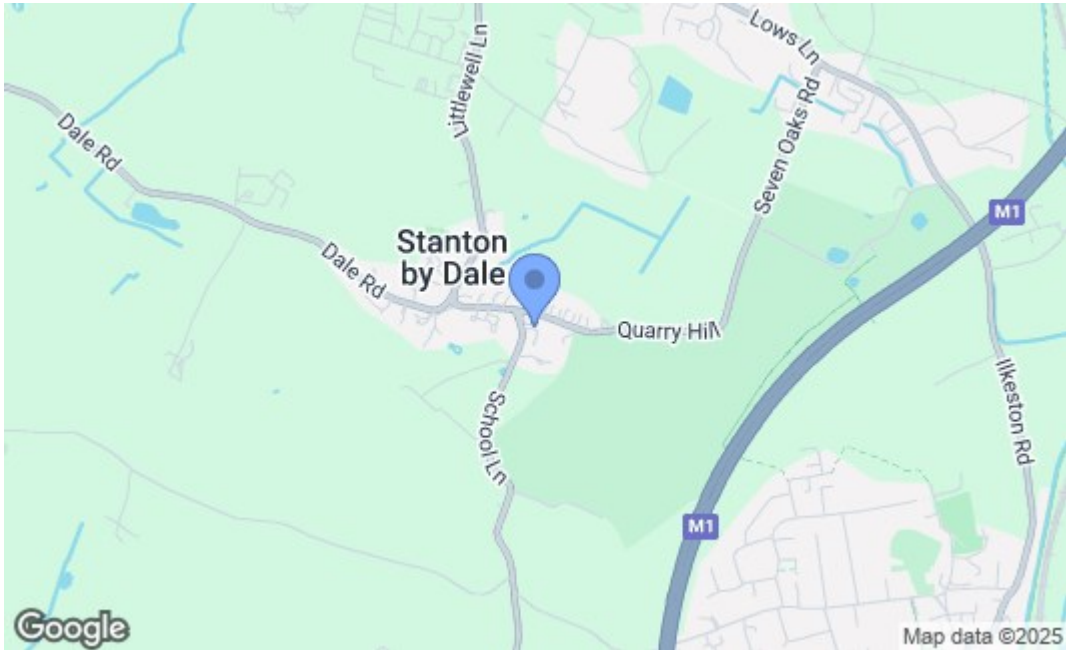 Lows Ln
Littlewell Ln
Dale Rd
Seven Oaks Rd
M1
Stanton
by Dale
Dale Rd
Quarry Hill
Ilkeston Rd
School Ln
M1
Google
Map data ©2025